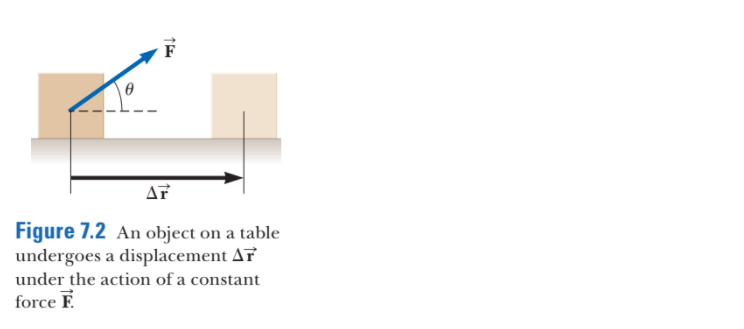 F⃗
θ
Δr⃗
Figure 7.2 An object on a table
undergoes a displacement Δr⃗
under the action of a constant
force F⃗.